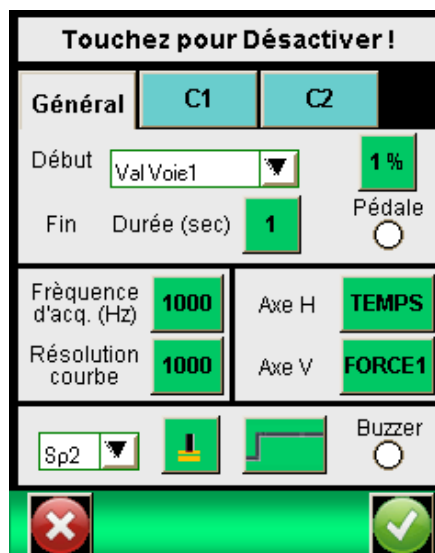 Touchez pour Désactiver !
Général C1 C2
Début Val Voie1 1 %
Fin Durée (sec) 1 Pédale
Frèquence d'acq. (Hz) 1000 Axe H TEMPS
Résolution courbe 1000 Axe V FORCE1
Sp2 Buzzer